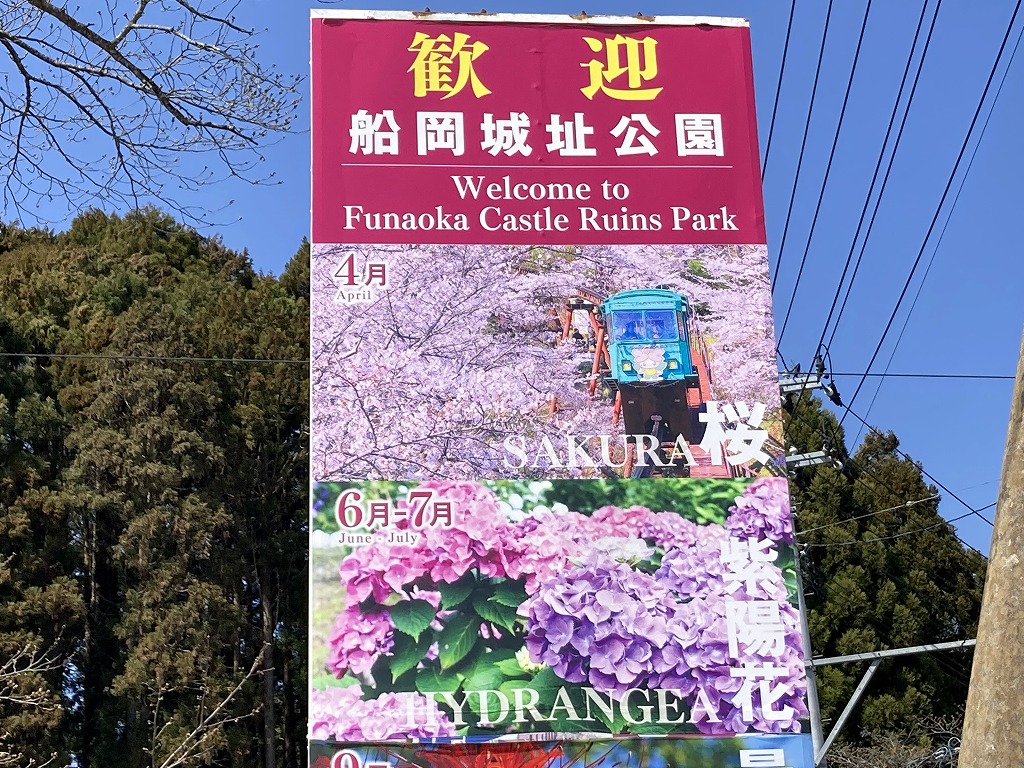 歓迎
船岡城址公園
Welcome to
Funaoka Castle Ruins Park
4月
April
SAKURA 桜
6月-7月
June・July
紫陽花
HYDRANGEA